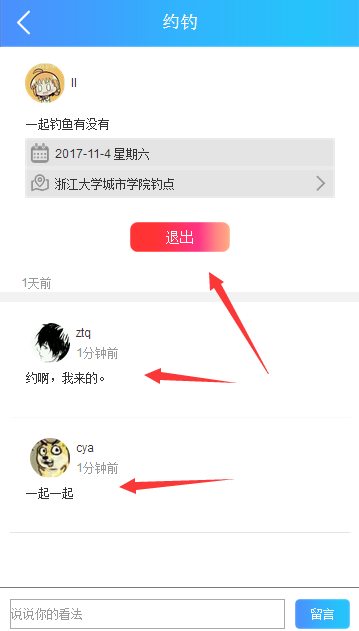 约钓
ll
一起钓鱼有没有
2017-11-4 星期六
浙江大学城市学院钓点
退出
1天前
ztq
1分钟前
约啊，我来的。
cya
1分钟前
一起一起
说说你的看法
留言